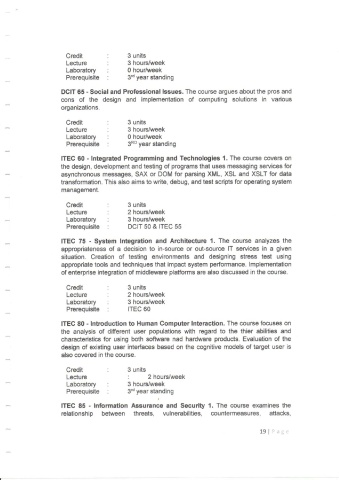 Credit : 3 units
Lecture : 3 hours/week
Laboratory : 0 hour/week
Prerequisite : 3rd year standing
DCIT 65 - Social and Professional Issues. The course argues about the pros and
cons of the design and implementation of computing solutions in various
organizations.
Credit : 3 units
Lecture : 3 hours/week
Laboratory : 0 hour/week
Prerequisite : 3RD year standing
ITEC 60 - Integrated Programming and Technologies 1. The course covers on
the design, development and testing of programs that uses messaging services for
asynchronous messages, SAX or DOM for parsing XML, XSL and XSLT for data
transformation. This also aims to write, debug, and test scripts for operating system
management.
Credit : 3 units
Lecture : 2 hours/week
Laboratory : 3 hours/week
Prerequisite : DCIT 50 & ITEC 55
ITEC 75 - System Integration and Architecture 1. The course analyzes the
appropriateness of a decision to in-source or out-source IT services in a given
situation. Creation of testing environments and designing stress test using
appropriate tools and techniques that impact system performance. Implementation
of enterprise integration of middleware platforms are also discussed in the course.
Credit : 3 units
Lecture : 2 hours/week
Laboratory : 3 hours/week
Prerequisite : ITEC 60
ITEC 80 - Introduction to Human Computer Interaction. The course focuses on
the analysis of different user populations with regard to the thier abilities and
characteristics for using both software nad hardware products. Evaluation of the
design of existing user interfaces based on the cognitive models of target user is
also covered in the course.
Credit : 3 units
Lecture : 2 hours/week
Laboratory : 3 hours/week
Prerequisite : 3rd year standing
ITEC 85 - Information Assurance and Security 1. The course examines the
relationship between threats, vulnerabilities, countermeasures, attacks,
19 | Page